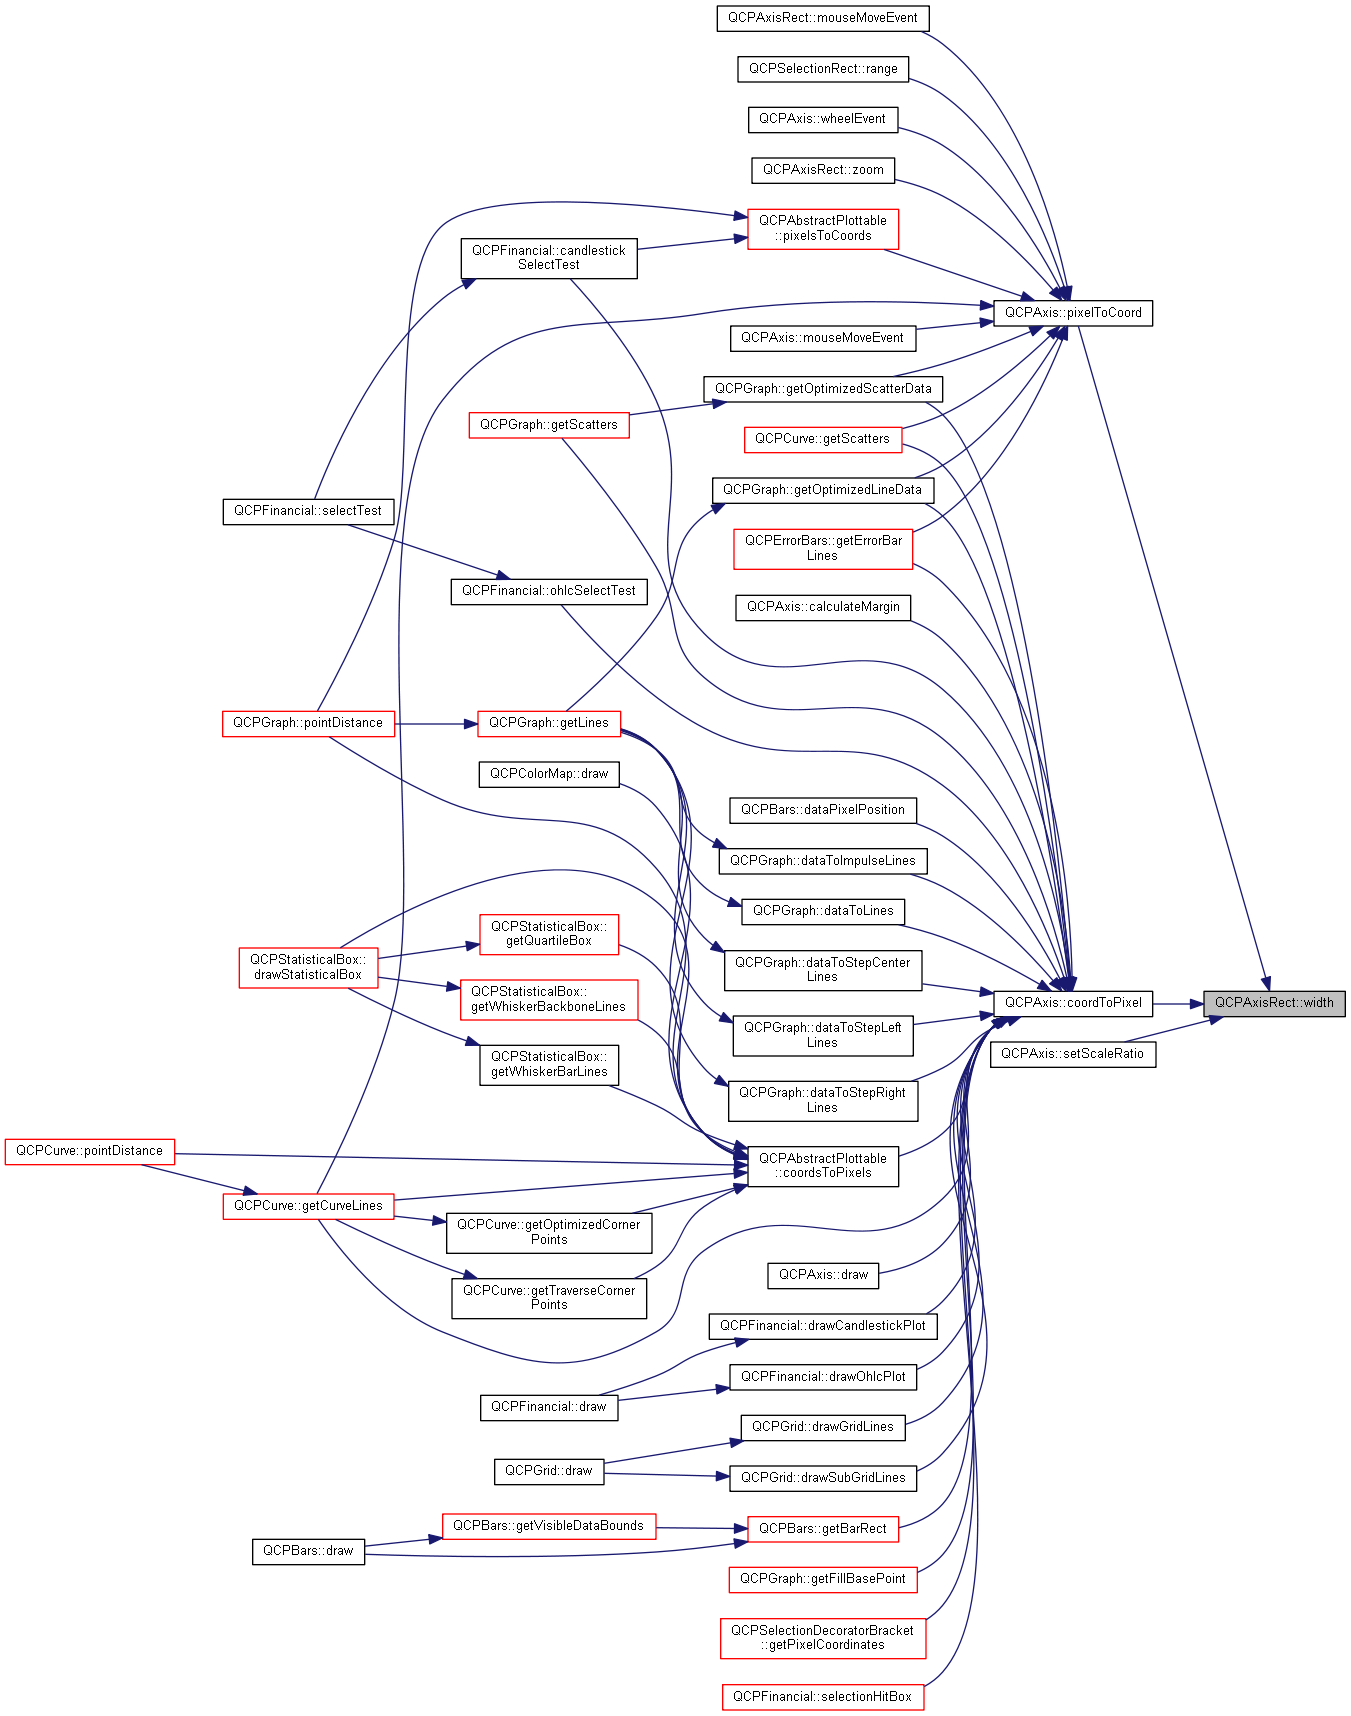 QCPAxisRect::mouseMoveEvent
QCPSelectionRect::range
QCPAxis::wheelEvent
QCPAxisRect::zoom
QCPAbstractPlottable
::pixelsToCoords
QCPFinancial::candlestick
SelectTest
QCPAxis::pixelToCoord
QCPAxis::mouseMoveEvent
QCPGraph::getOptimizedScatterData
QCPGraph::getScatters
QCPCurve::getScatters
QCPGraph::getOptimizedLineData
QCPFinancial::selectTest
QCPErrorBars::getErrorBar
Lines
QCPFinancial::ohlcSelectTest
QCPAxis::calculateMargin
QCPGraph::pointDistance
QCPGraph::getLines
QCPColorMap::draw
QCPBars::dataPixelPosition
QCPGraph::dataToImpulseLines
QCPGraph::dataToLines
QCPStatisticalBox::
getQuartileBox
QCPStatisticalBox::
drawStatisticalBox
QCPGraph::dataToStepCenter
Lines
QCPStatisticalBox::
getWhiskerBackboneLines
QCPAxis::coordToPixel
QCPAxisRect::width
QCPGraph::dataToStepLeft
Lines
QCPAxis::setScaleRatio
QCPStatisticalBox::
getWhiskerBarLines
QCPGraph::dataToStepRight
Lines
QCPCurve::pointDistance
QCPAbstractPlottable
::coordsToPixels
QCPCurve::getCurveLines
QCPCurve::getOptimizedCorner
Points
QCPAxis::draw
QCPCurve::getTraverseCorner
Points
QCPFinancial::drawCandlestickPlot
QCPFinancial::drawOhlcPlot
QCPFinancial::draw
QCPGrid::drawGridLines
QCPGrid::draw
QCPGrid::drawSubGridLines
QCPBars::getVisibleDataBounds
QCPBars::getBarRect
QCPBars::draw
QCPGraph::getFillBasePoint
QCPSelectionDecoratorBracket
::getPixelCoordinates
QCPFinancial::selectionHitBox